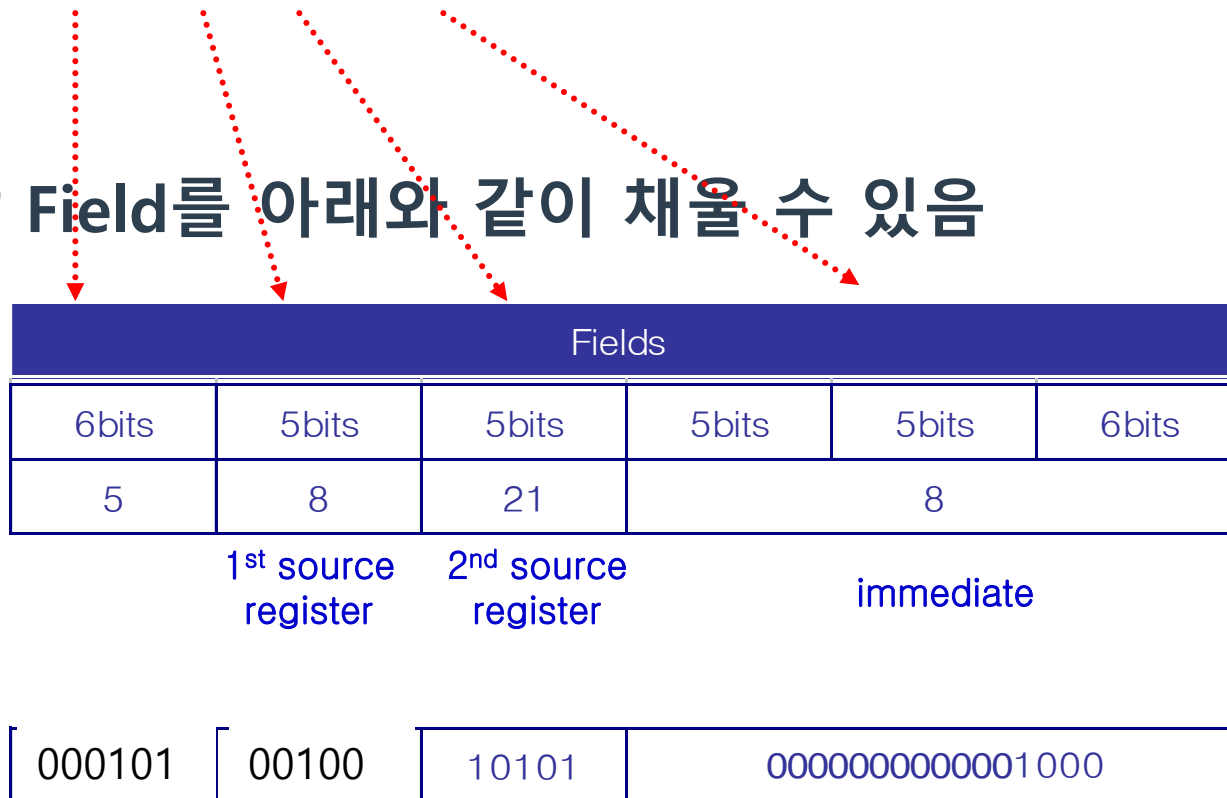 Field를 아래와 같이 채울 수 있음
Fields
6bits 5bits 5bits 5bits 5bits 6bits
5 8 21 8
1st source register 2nd source register immediate
000101 00100 10101 0000000000001000